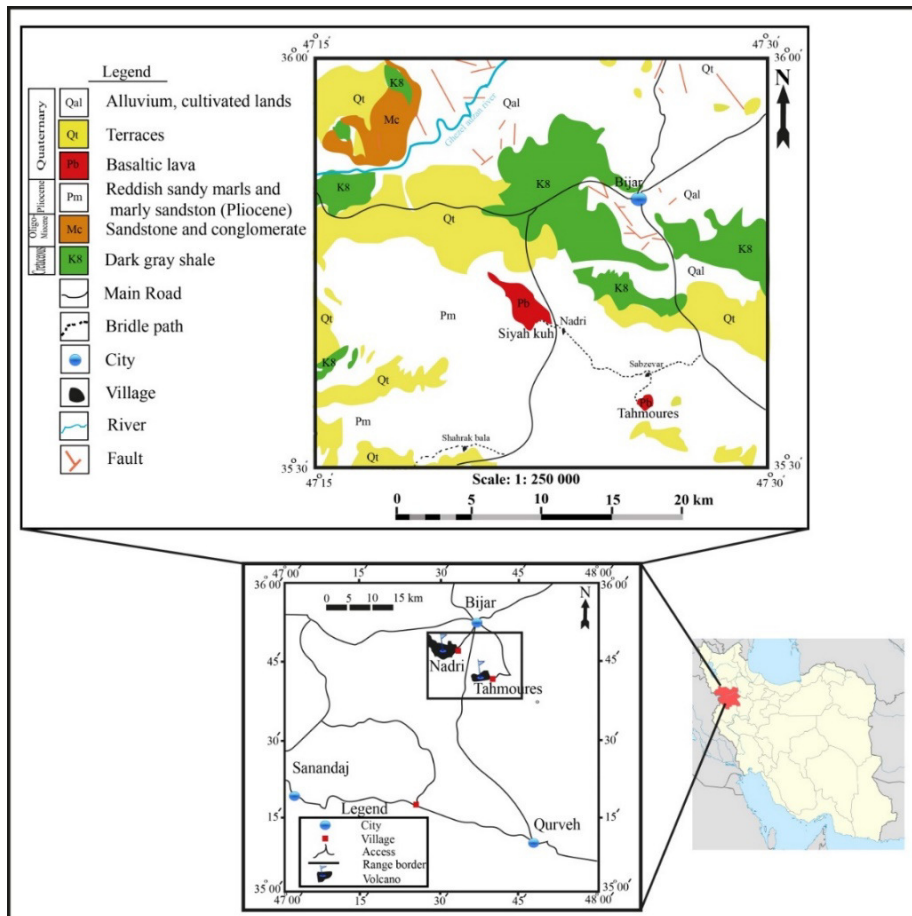 Legend
Quaternary
Pliocene
Oligo-
Miocene
Qal Alluvium, cultivated lands
Qt Terraces
Pb Basaltic lava
Pm Reddish sandy marls and
marly sandston (Pliocene)
Mc Sandstone and conglomerate
K8 Dark gray shale
Main Road
Bridle path
City
Village
River
Fault
47 15′
47 30′
36 00′
36 00′
N
K8
Qt
Mc
Qal
Qt
K8
K8
Bijar
Qal
Qt
K8
Qal
K8
Qt
Pb
Pm
Siyah kuh
Nadri
Qt
K8
Qt
Sabzevar
Pb
Tahmoures
Pm
Shahrak bala
Qt
35 30′
35 30′
47 15′
47 30′
Scale: 1: 250 000
0 5 10 15 20 km
47 00′ 15′ 30′ 45′ 48 00′
36 00′
36 00′
0 5 10 15 km
N
Bijar
45′
45′
Nadri
Tahmoures
30′
30′
Sanandaj
15′
15′
Legend
City
Village
Access
Range border
Volcano
Qurveh
35 00′
35 00′
47 00′ 15′ 30′ 45′ 48 00′